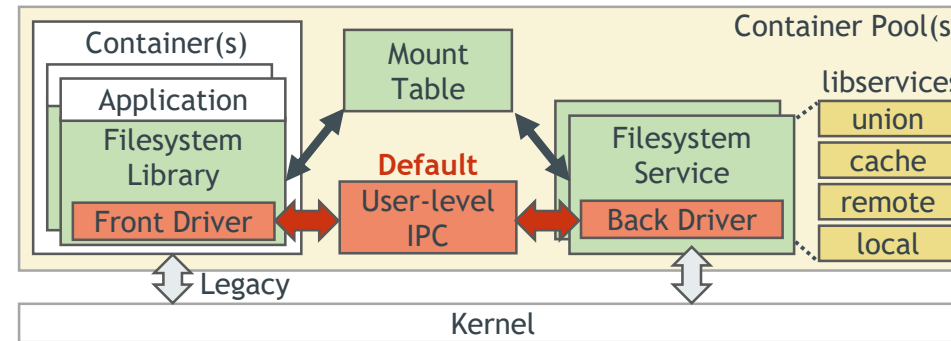 Container Pool(s
Container(s)
Application
Filesystem
Library
Front Driver
Mount
Table
Default
User-level
IPC
Filesystem
Service
Back Driver
libservices
union
cache
remote
local
Legacy
Kernel